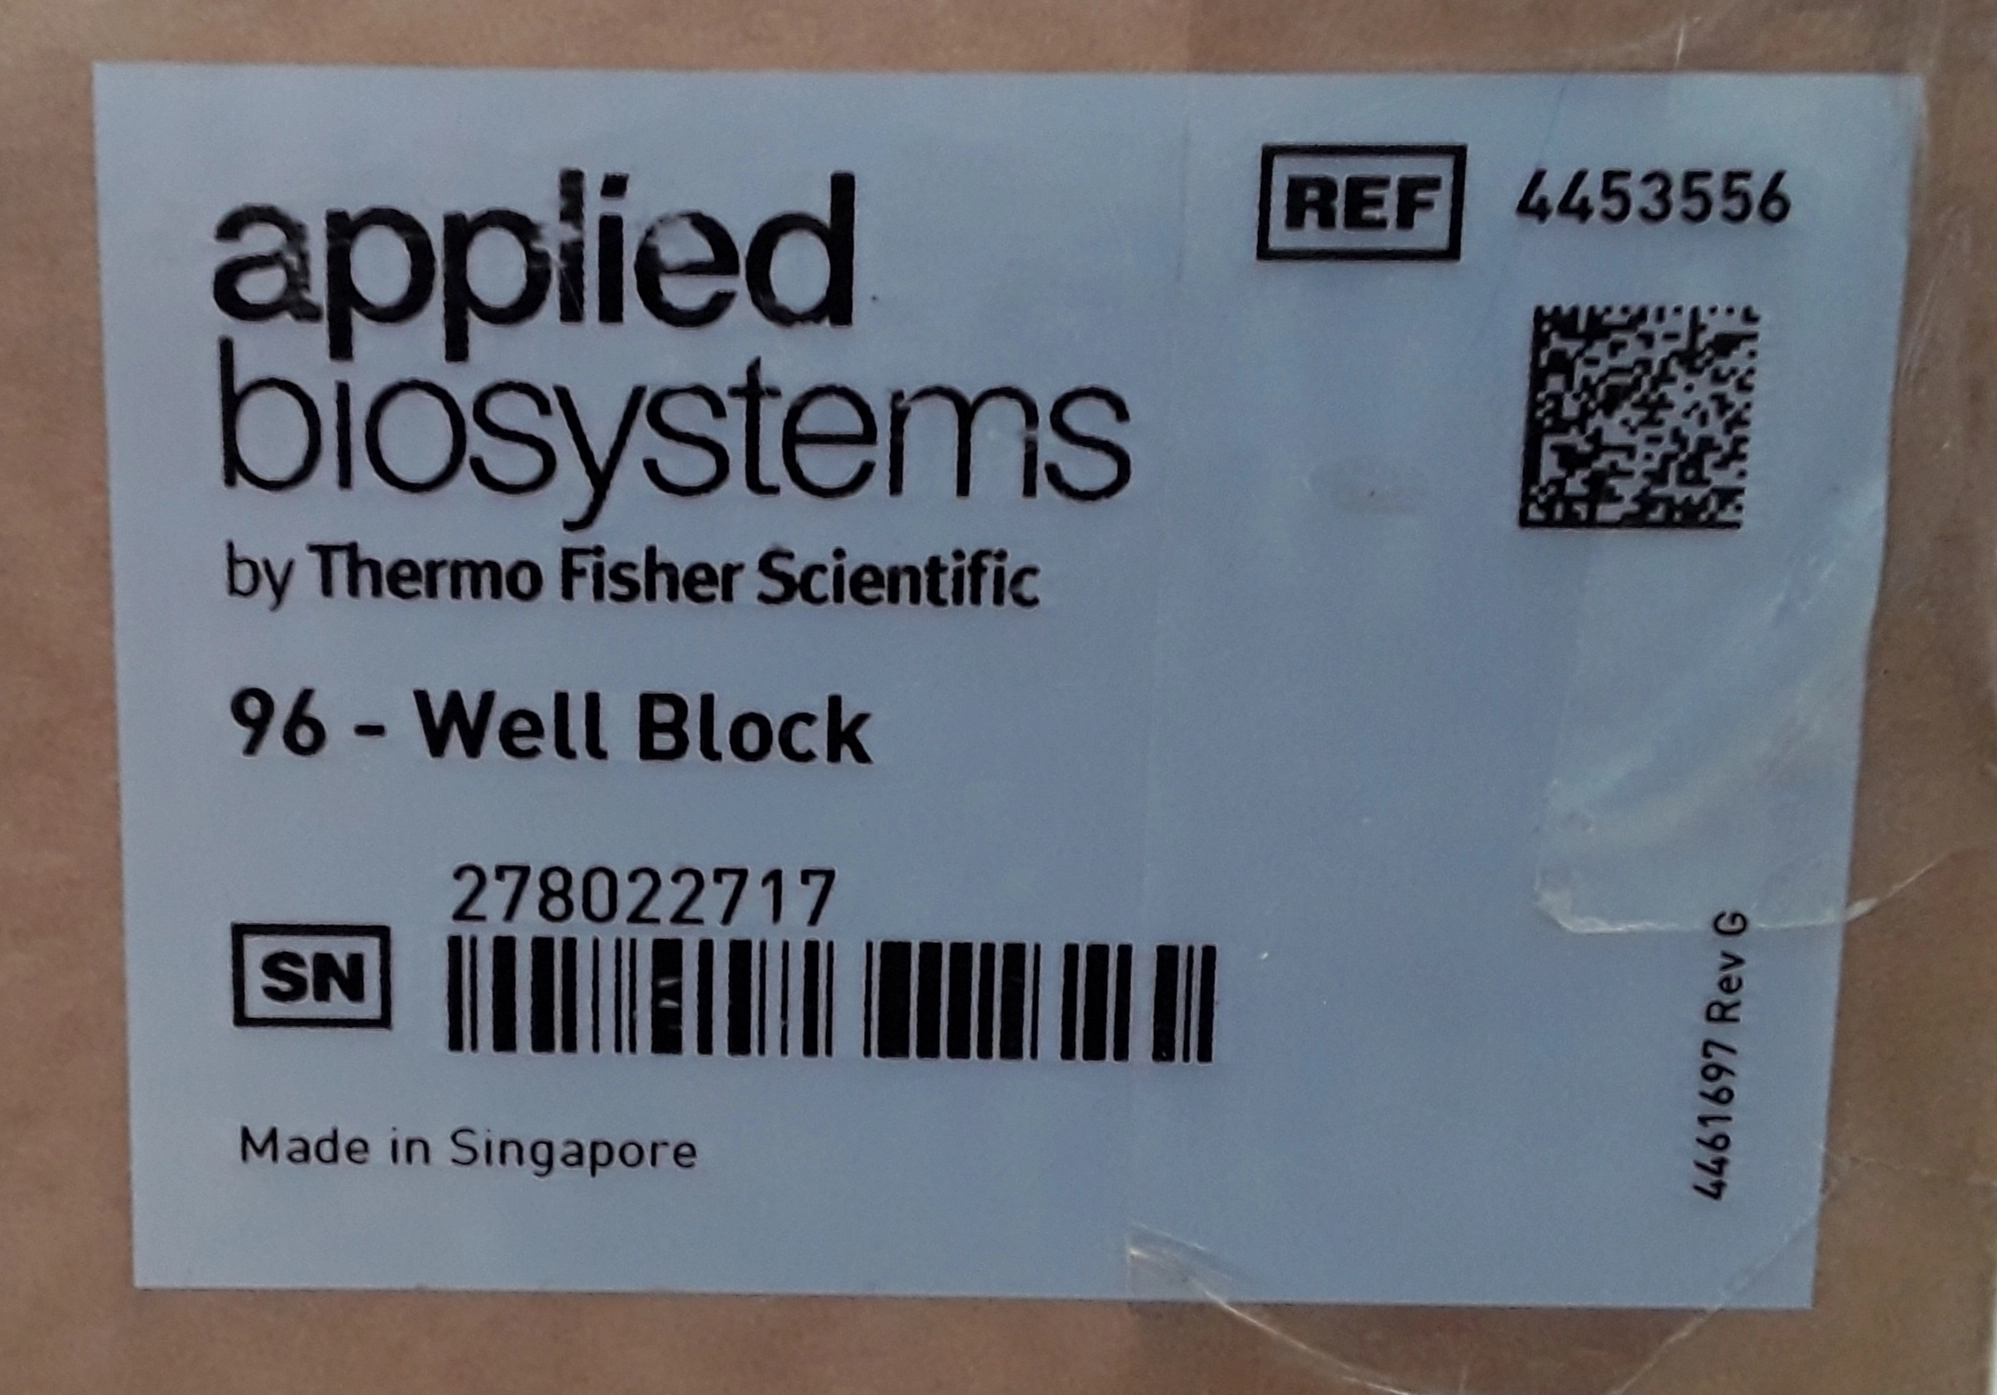 applied
biosystems
by Thermo Fisher Scientific
REF 4453556
96 - Well Block
278022717
SN
Made in Singapore
4461697 Rev G